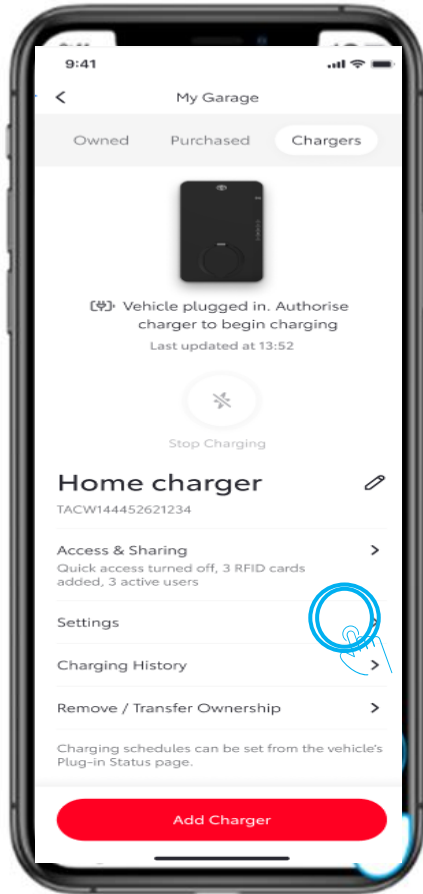 9:41
My Garage
Owned Purchased Chargers
Vehicle plugged in. Authorise
charger to begin charging
Last updated at 13:52
Stop Charging
Home charger
TACW144452621234
Access & Sharing
Quick access turned off, 3 RFID cards
added, 3 active users
Settings
Charging History
Remove / Transfer Ownership
Charging schedules can be set from the vehicle's
Plug-in Status page.
Add Charger